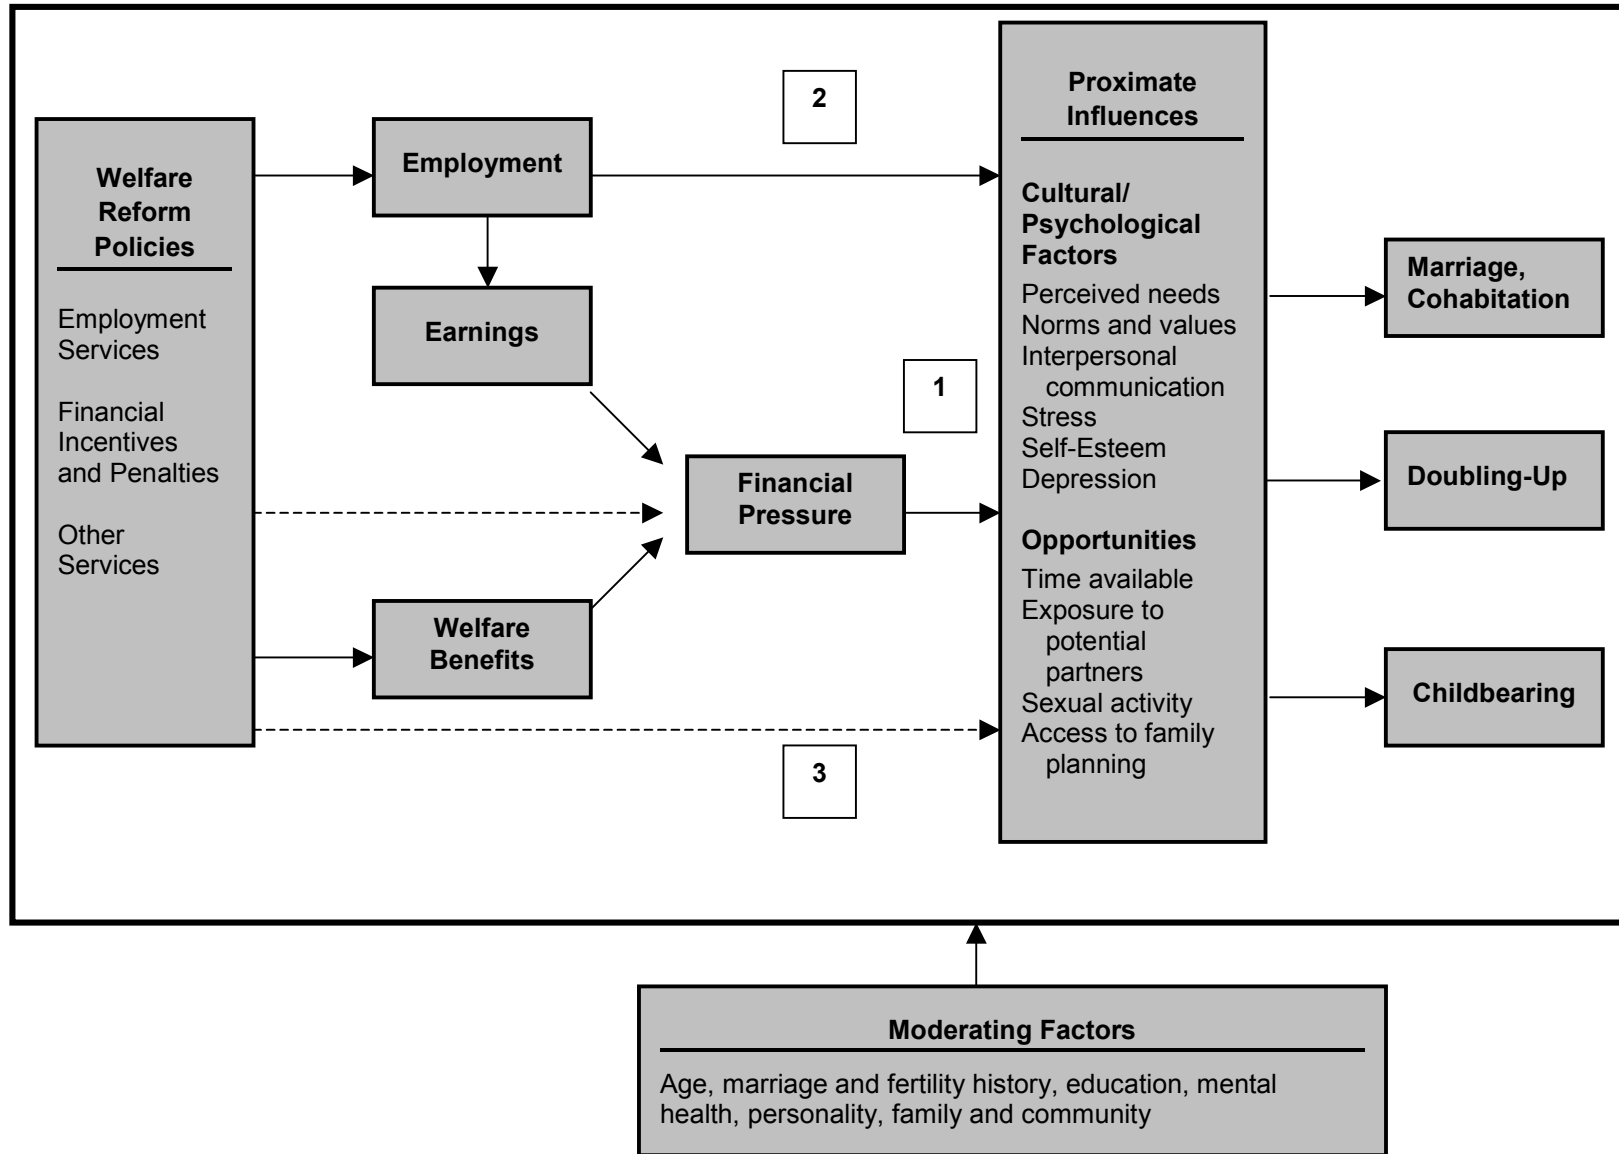 Welfare
Reform
Policies
Employment
Services
Financial
Incentives
and Penalties
Other
Services
Employment
Earnings
Welfare
Benefits
Financial
Pressure
2
1
3
Proximate
Influences
Cultural/
Psychological
Factors
Perceived needs
Norms and values
Interpersonal
communication
Stress
Self-Esteem
Depression
Opportunities
Time available
Exposure to
potential
partners
Sexual activity
Access to family
planning
Marriage,
Cohabitation
Doubling-Up
Childbearing
Moderating Factors
Age, marriage and fertility history, education, mental
health, personality, family and community